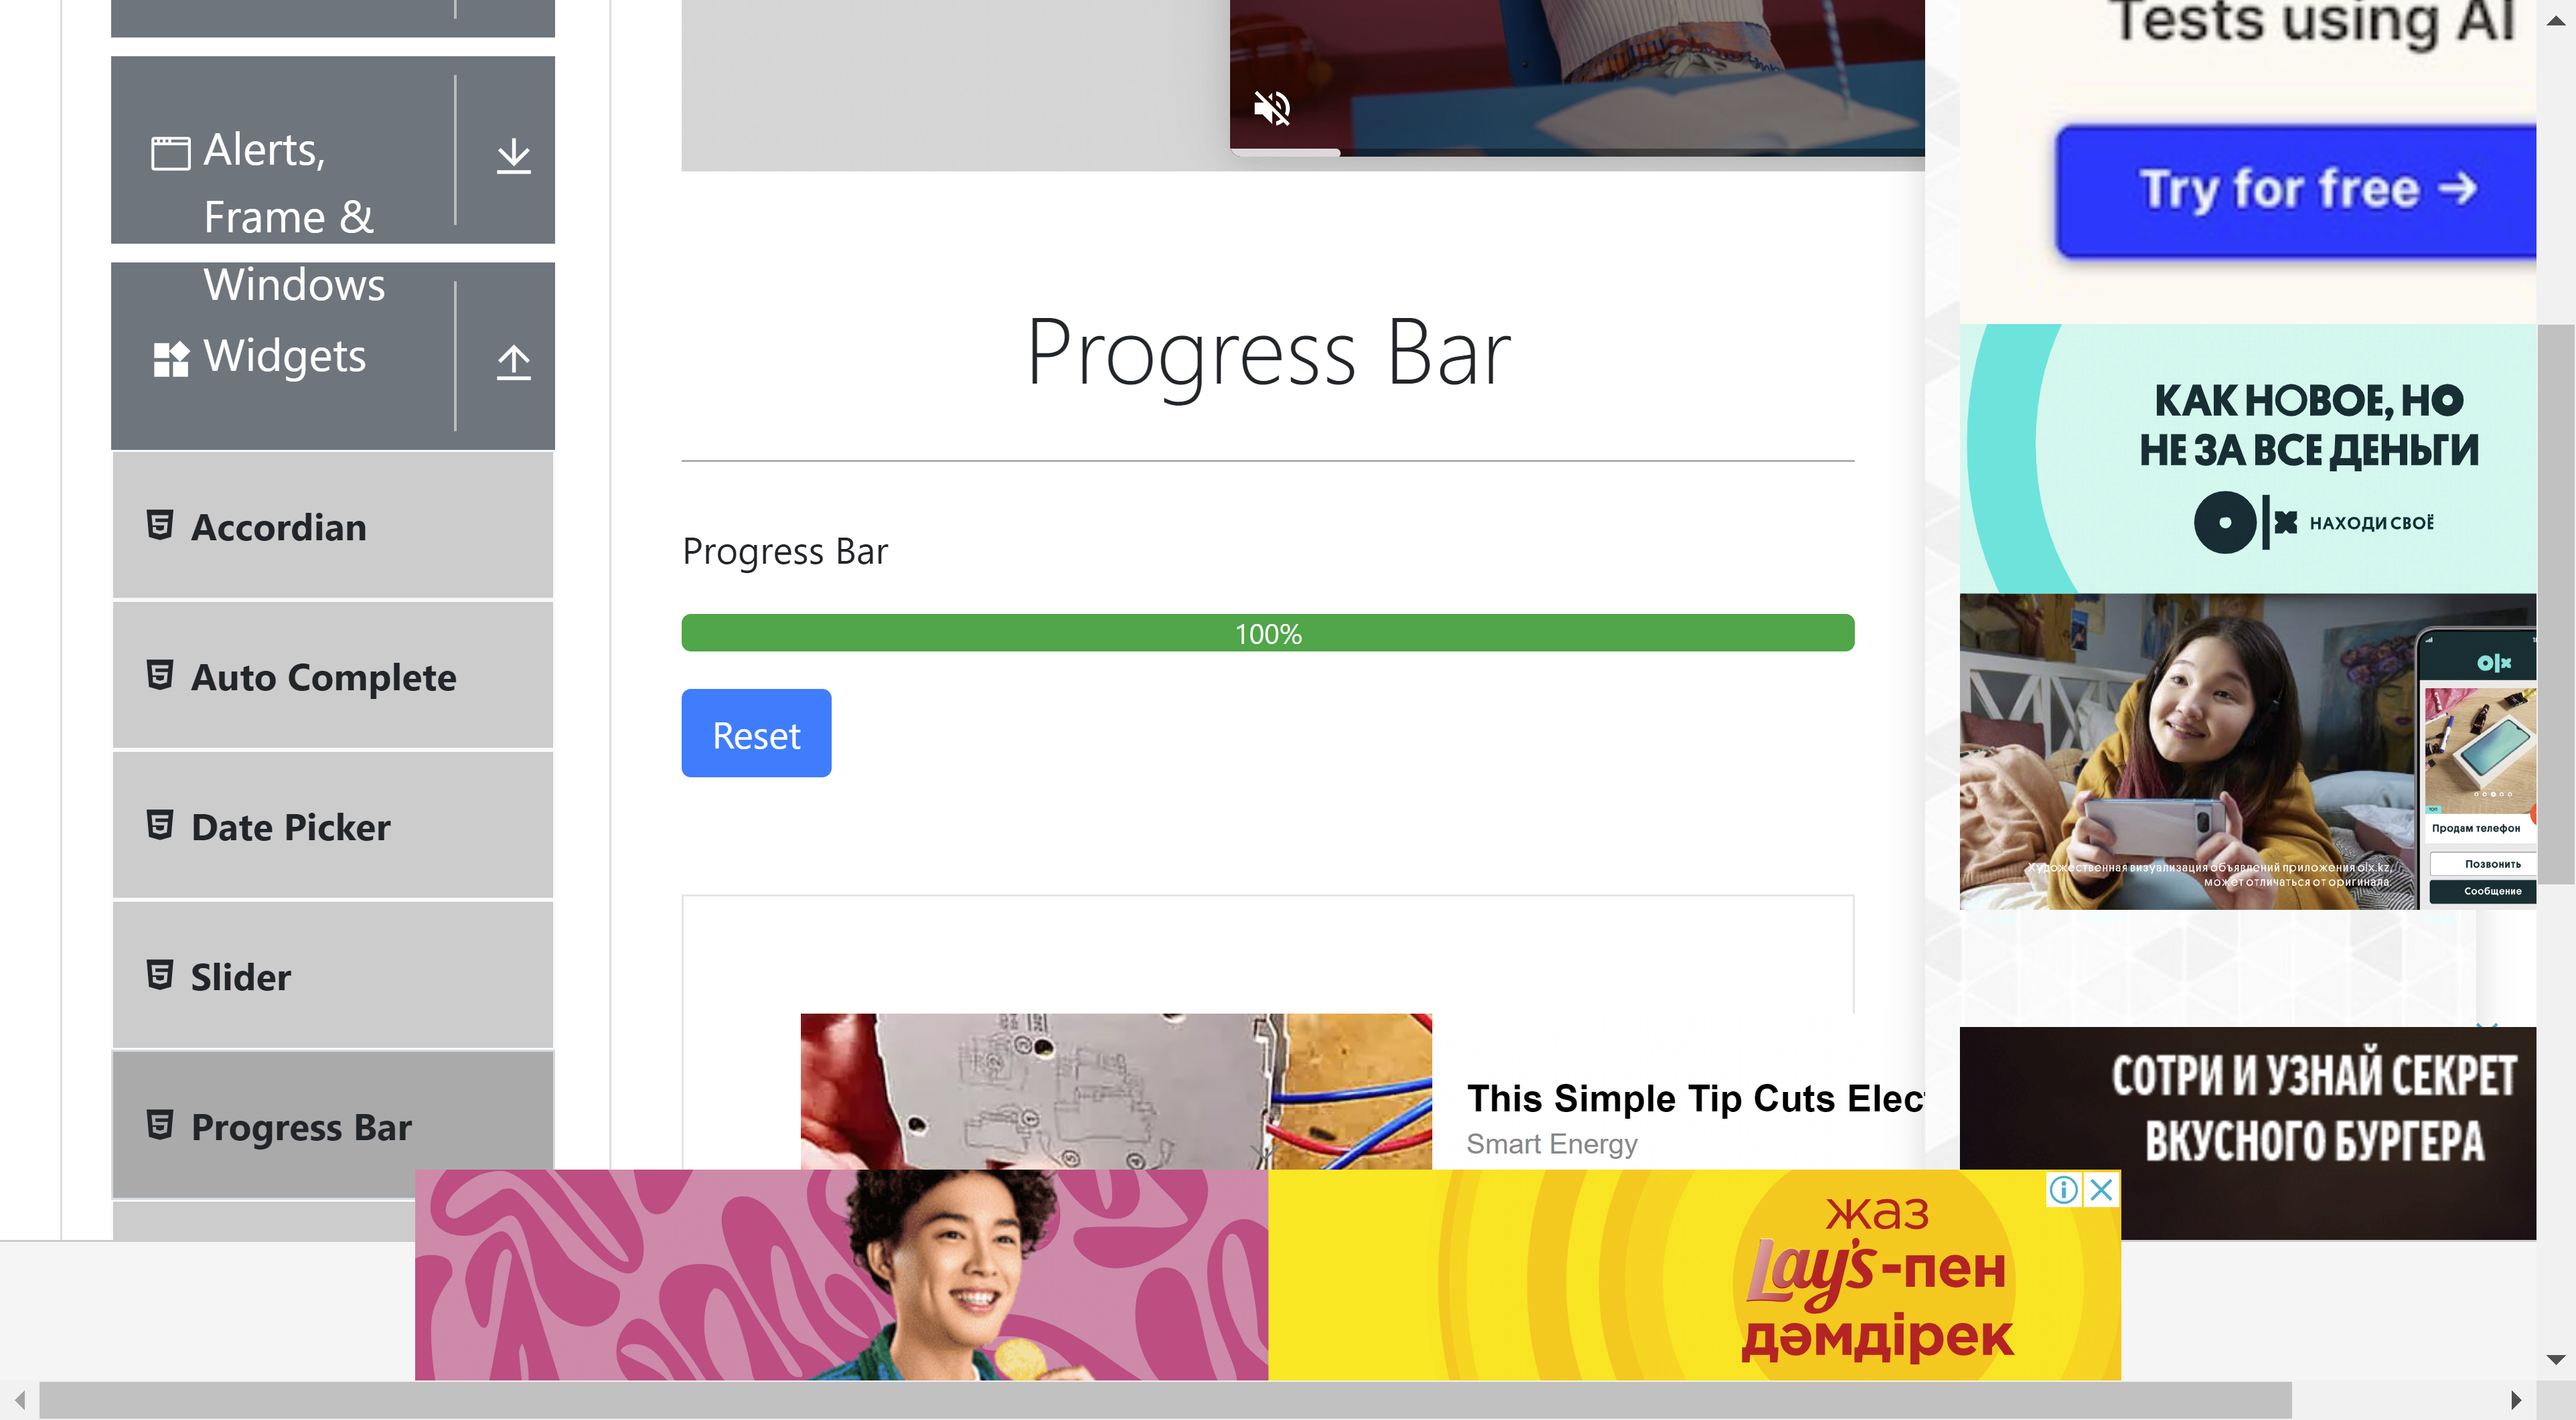 Alerts,
Frame &
Windows
Widgets
Accordian
Auto Complete
Date Picker
Slider
Progress Bar
Progress Bar
Progress Bar
100%
Reset
This Simple Tip Cuts Elec
Smart Energy
Tests using AI
Try for free →
КАК НОВОЕ, НО
НЕ ЗА ВСЕ ДЕНЬГИ
olx НАХОДИ СВОЁ
olx
ТОП
Продам телефон
Позвонить
Сообщение
Художественная визуализация объявлений приложения olx.kz,
может отличаться от оригинала
СОТРИ И УЗНАЙ СЕКРЕТ
ВКУСНОГО БУРГЕРА
жаз
Lay's-пен
дәмдірек